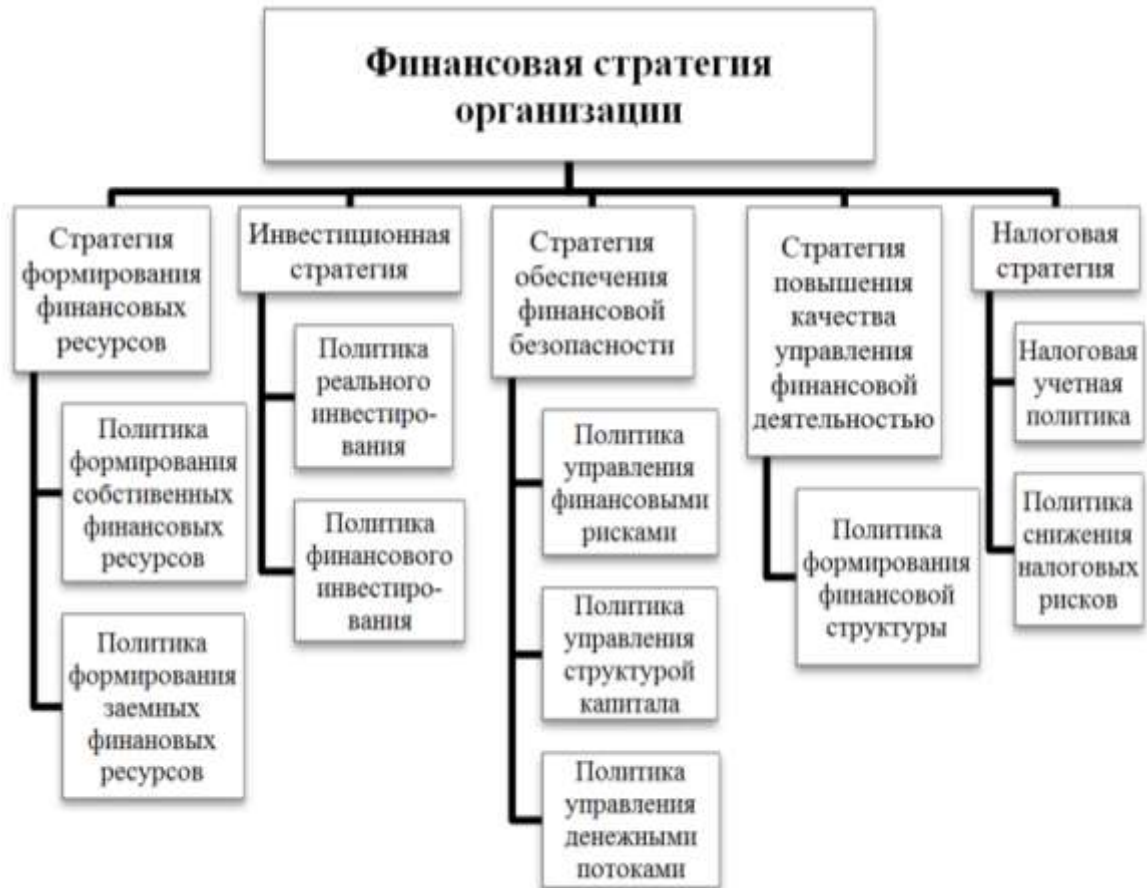 Финансовая стратегия
организации
Стратегия
формирования
финансовых
ресурсов
Политика
формирования
собстивенных
финансовых
ресурсов
Политика
формирования
заемных
финановых
ресурсов
Инвестиционная
стратегия
Политика
реального
инвестиро-
вания
Политика
финансового
инвестиро-
вания
Стратегия
обеспечения
финансовой
безопасности
Политика
управления
финансовыми
рисками
Политика
управления
структурой
капитала
Политика
управления
денежными
потоками
Стратегия
повышения
качества
управления
финансовой
деятельностью
Политика
формирования
финансовой
структуры
Налоговая
стратегия
Налоговая
учетная
политика
Политика
снижения
налоговых
рисков